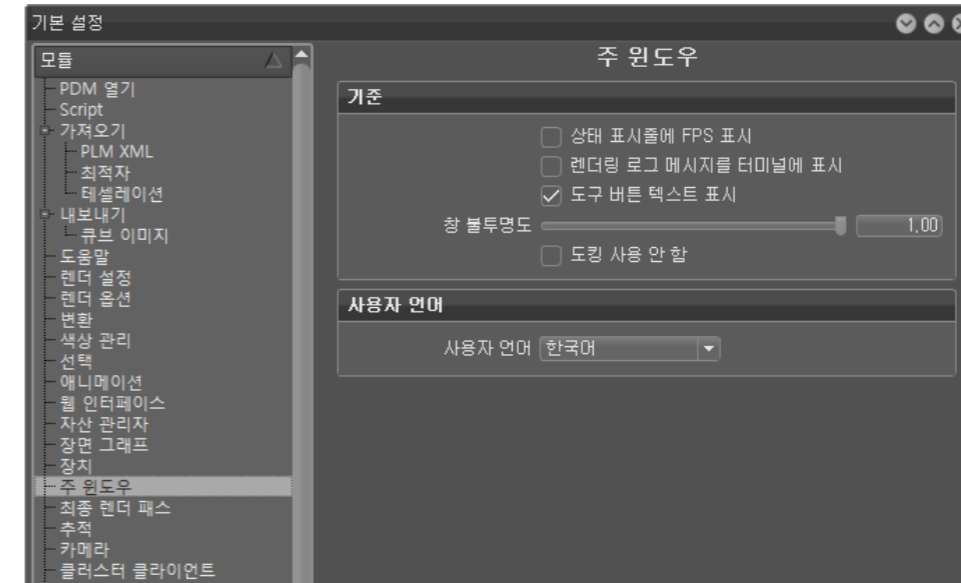 기본 설정
모듈
PDM 열기
Script
가져오기
PLM XML
최적자
테셀레이션
내보내기
큐브 이미지
도움말
렌더 설정
렌더 옵션
변환
색상 관리
선택
애니메이션
웹 인터페이스
자산 관리자
장면 그래프
장치
주 윈도우
최종 렌더 패스
추적
카메라
클러스터 클라이언트
주 윈도우
기준
상태 표시줄에 FPS 표시
렌더링 로그 메시지를 터미널에 표시
도구 버튼 텍스트 표시
창 불투명도 1,00
도킹 사용 안 함
사용자 언어
사용자 언어 한국어